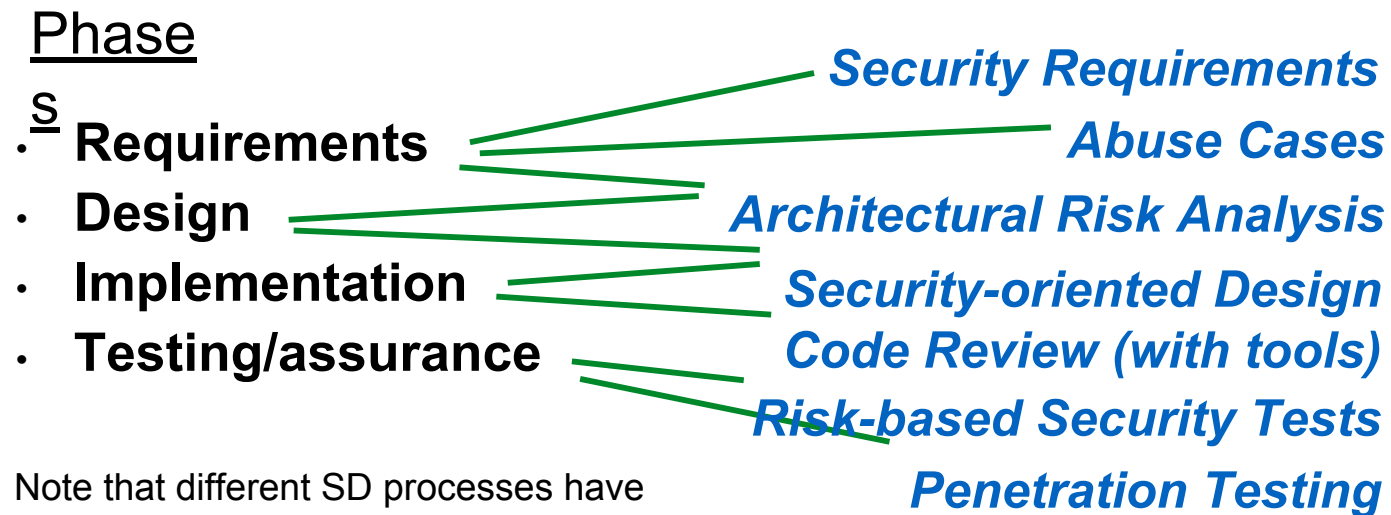 Phase
s
• Requirements
• Design
• Implementation
• Testing/assurance
Note that different SD processes have
Security Requirements
Abuse Cases
Architectural Risk Analysis
Security-oriented Design
Code Review (with tools)
Risk-based Security Tests
Penetration Testing